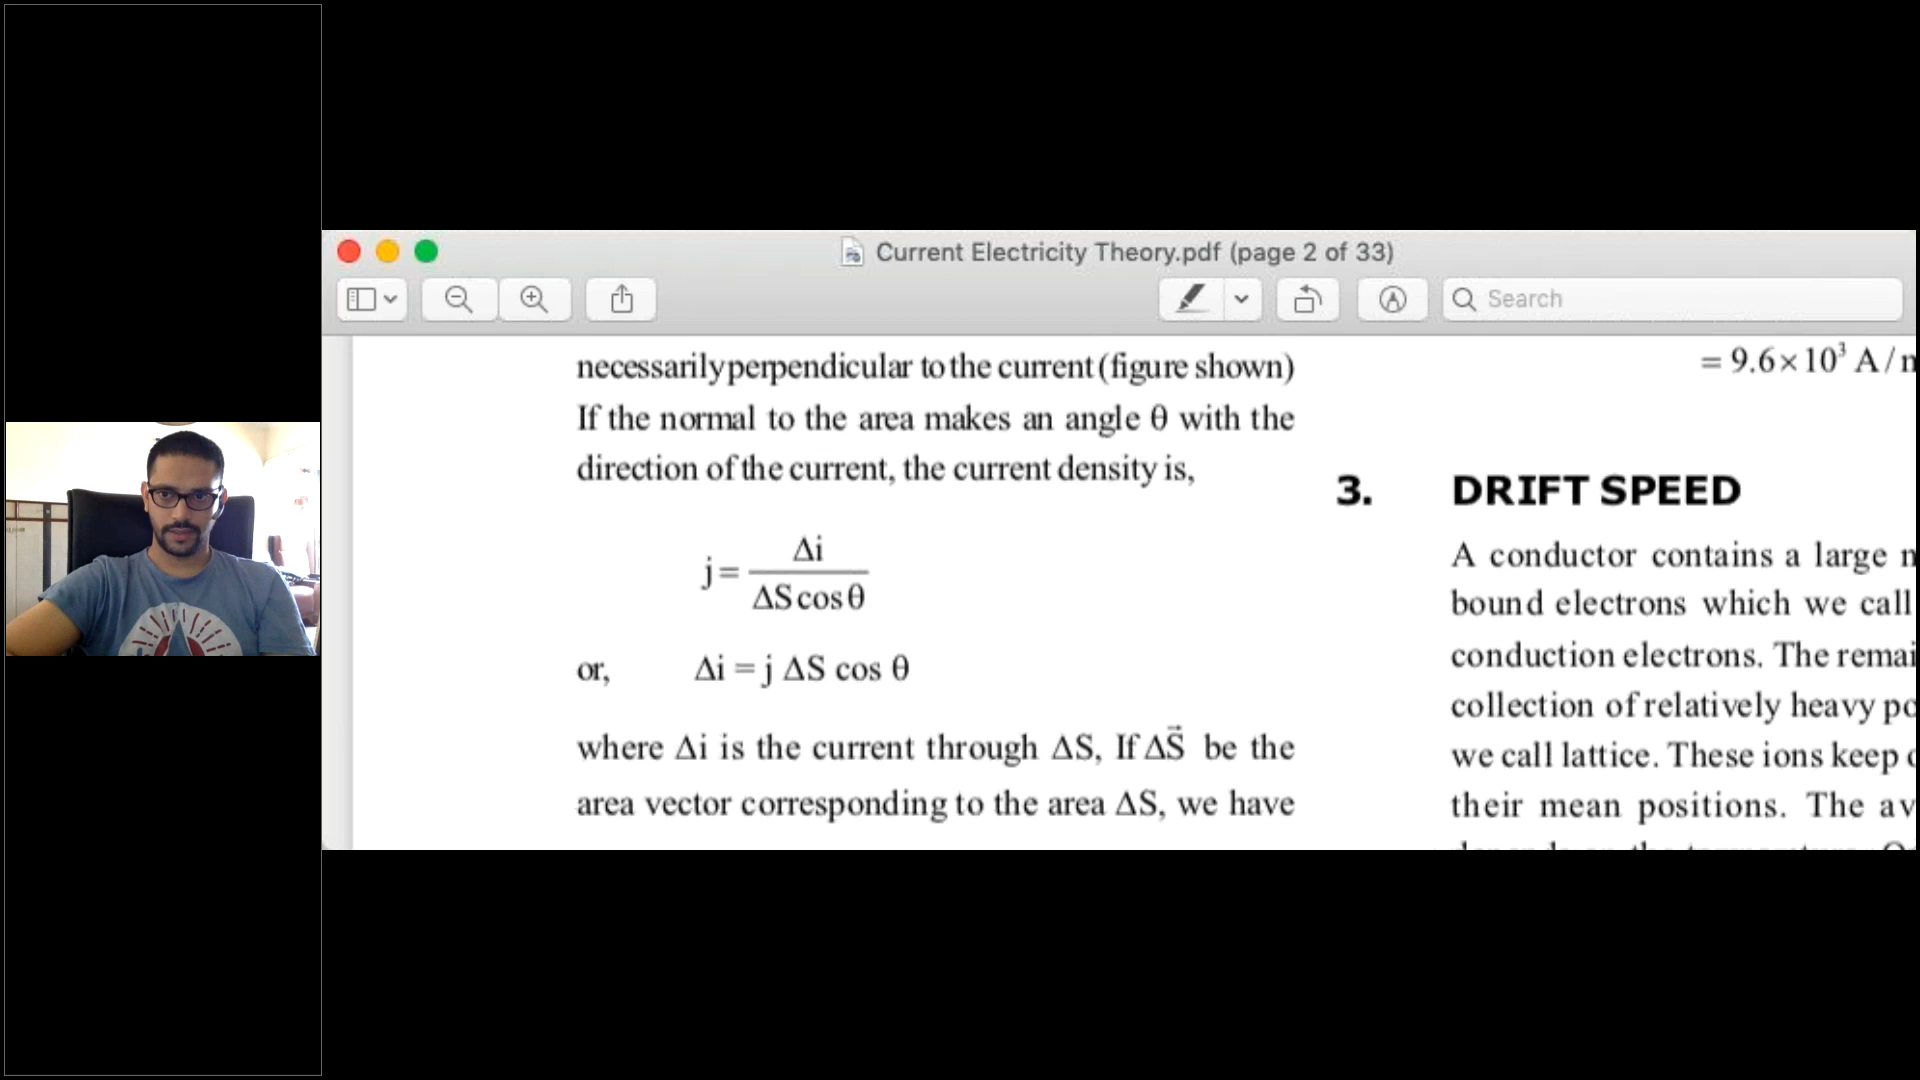 Current Electricity Theory.pdf (page 2 of 33)
Search
necessarily perpendicular to the current (figure shown)
If the normal to the area makes an angle θ with the
direction of the current, the current density is,
j = Δi / ΔS cos θ
or, Δi = j ΔS cos θ
where Δi is the current through ΔS, If ΔS⃗ be the
area vector corresponding to the area ΔS, we have
= 9.6×10³ A/
3. DRIFT SPEED
A conductor contains a large
bound electrons which we call
conduction electrons. The
collection of relatively heavy
we call lattice. These ions keep
their mean positions. The